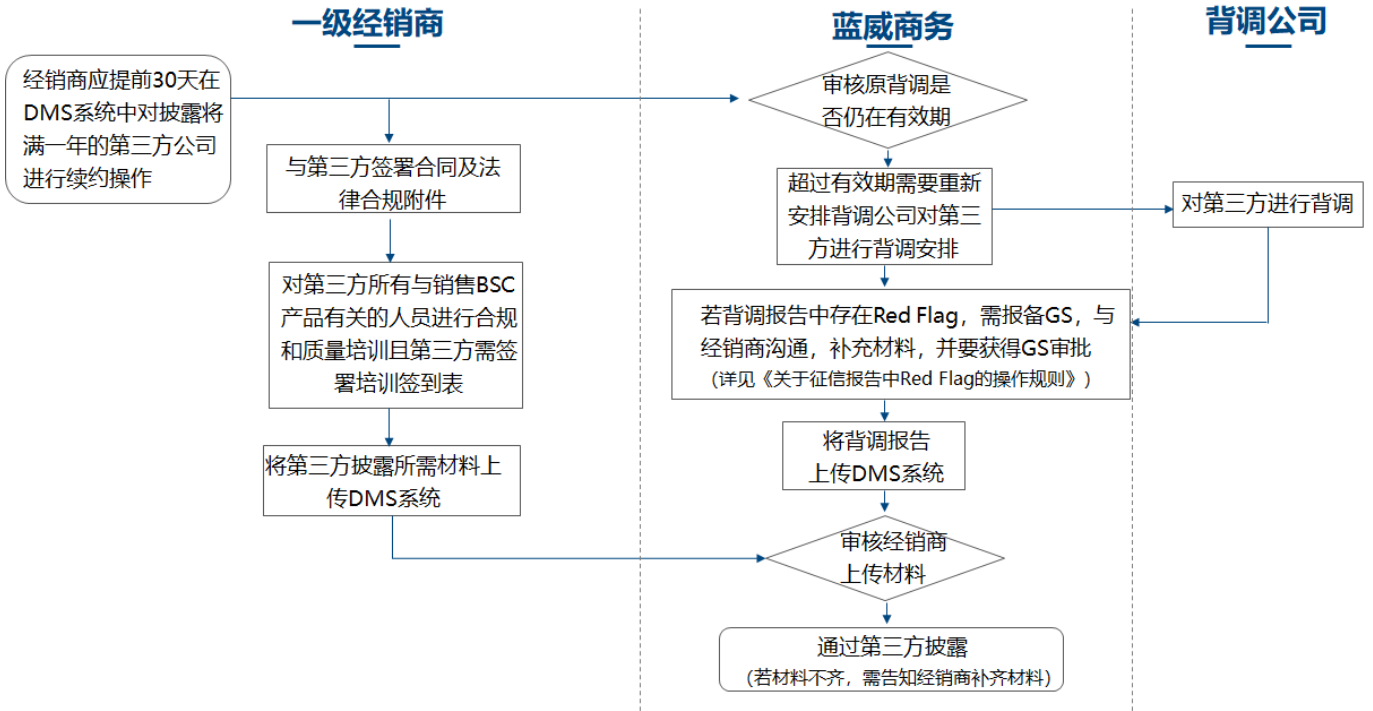 一级经销商
蓝威商务
背调公司
经销商应提前30天在
DMS系统中对披露将
满一年的第三方公司
进行续约操作
与第三方签署合同及法
律合规附件
对第三方所有与销售BSC
产品有关的人员进行合规
和质量培训且第三方需签
署培训签到表
将第三方披露所需材料上
传DMS系统
审核原背调是
否仍在有效期
超过有效期需要重新
安排背调公司对第三
方进行背调安排
对第三方进行背调
若背调报告中存在Red Flag，需报备GS，与
经销商沟通，补充材料，并要获得GS审批
（详见《关于征信报告中Red Flag的操作规则》）
将背调报告
上传DMS系统
审核经销商
上传材料
通过第三方披露
（若材料不齐，需告知经销商补齐材料）